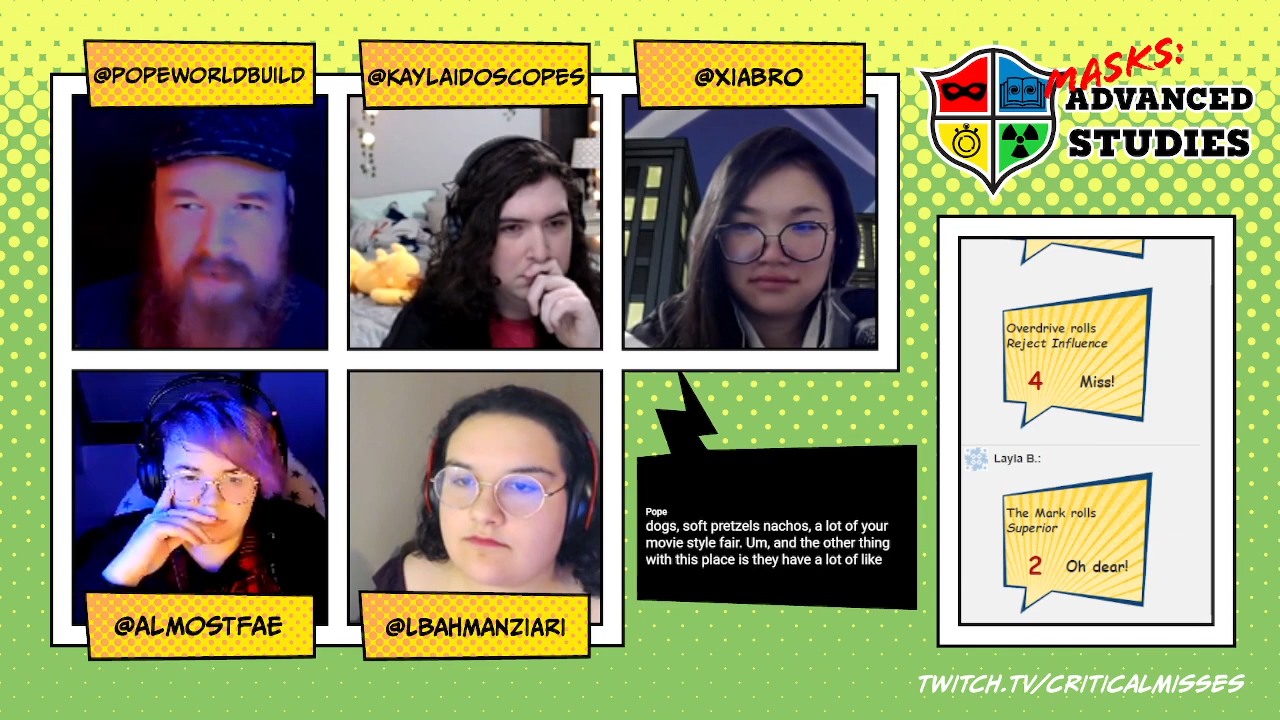 @POPEWORLDBUILD
@KAYLAIDOSCOPES
@XIABRO
MASKS:
ADVANCED
STUDIES
Overdrive rolls
Reject Influence
4 Miss!
Layla B.:
The Mark rolls
Superior
2 Oh dear!
Pope
dogs, soft pretzels nachos, a lot of your
movie style fair. Um, and the other thing
with this place is they have a lot of like
@ALMOSTFAE
@LBAHMANZIARI
TWITCH.TV/CRITICALMISSES